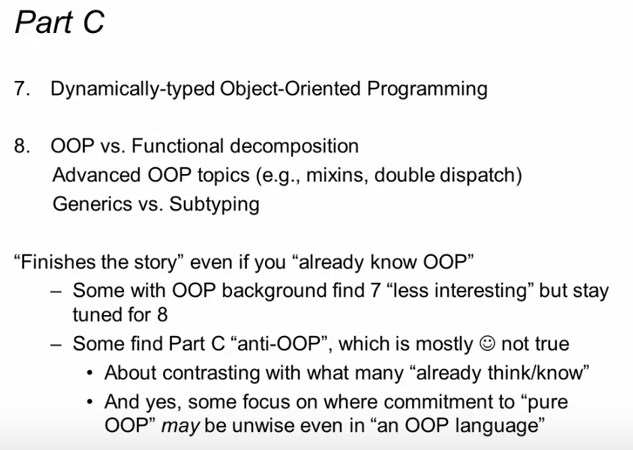 Part C
7. Dynamically-typed Object-Oriented Programming
8. OOP vs. Functional decomposition
Advanced OOP topics (e.g., mixins, double dispatch)
Generics vs. Subtyping
“Finishes the story” even if you “already know OOP”
– Some with OOP background find 7 “less interesting” but stay
tuned for 8
– Some find Part C “anti-OOP”, which is mostly ☺ not true
• About contrasting with what many “already think/know”
• And yes, some focus on where commitment to “pure
OOP” may be unwise even in “an OOP language”